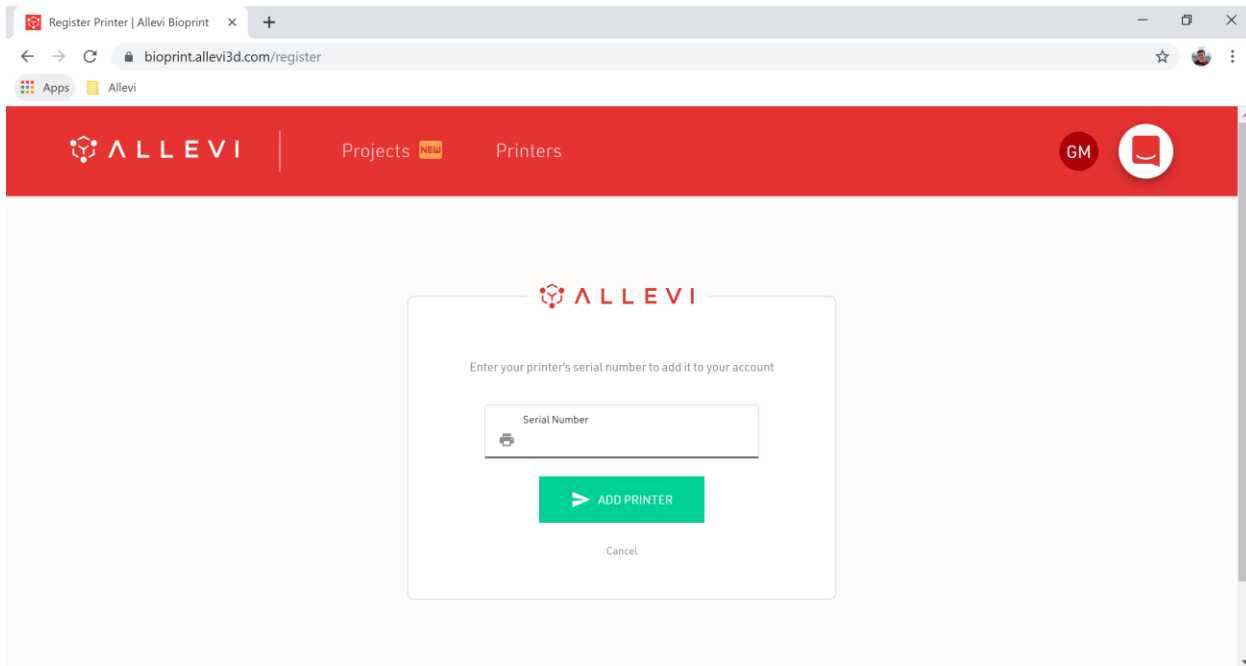 Register Printer | Allevi Bioprint
bioprint.allevi3d.com/register
Apps Allevi
ALLEVI Projects NEW Printers GM
ALLEVI
Enter your printer's serial number to add it to your account
Serial Number
ADD PRINTER
Cancel